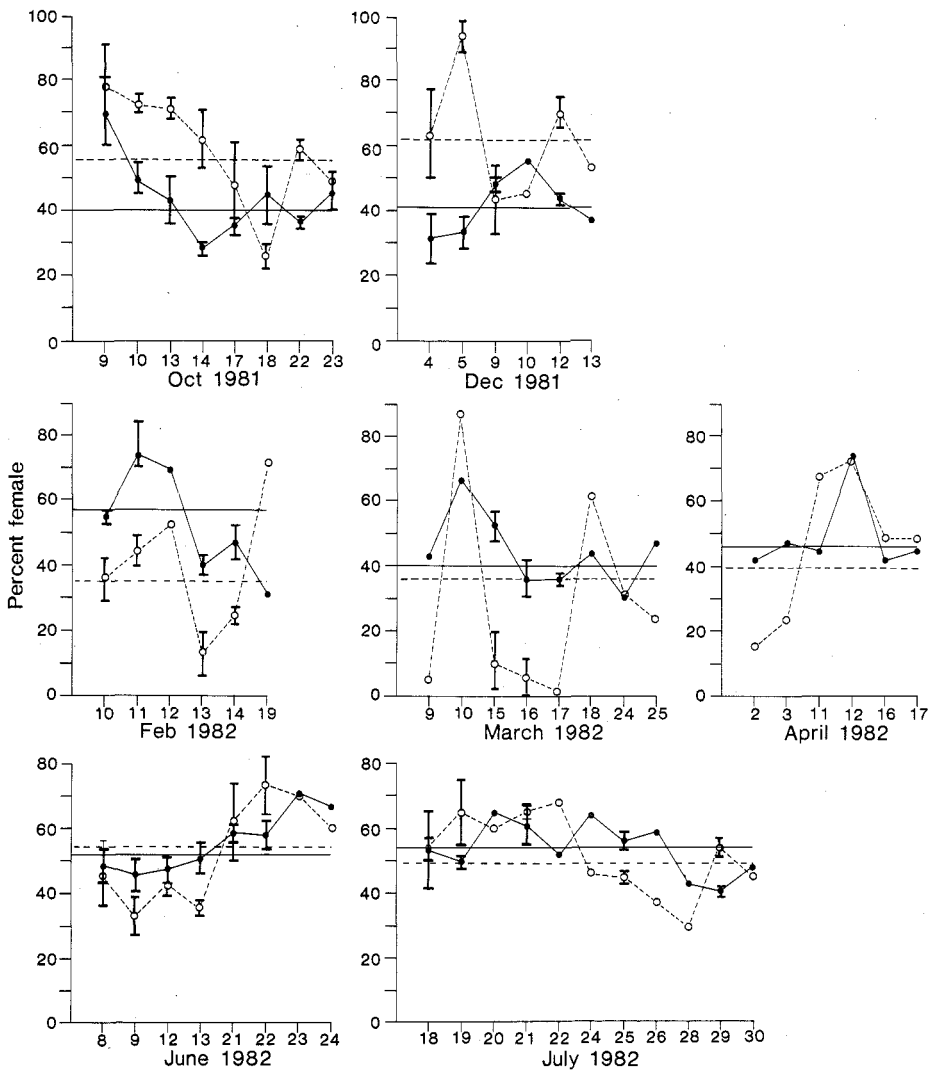 100
80
60
40
20
0
9 10 13 14 17 18 22 23
Oct 1981
100
80
60
40
20
0
4 5 9 10 12 13
Dec 1981
Percent female
80
60
40
20
0
10 11 12 13 14 19
Feb 1982
80
60
40
20
0
9 10 15 16 17 18 24 25
March 1982
80
60
40
20
0
2 3 11 12 16 17
April 1982
80
60
40
20
0
8 9 12 13 21 22 23 24
June 1982
80
60
40
20
0
18 19 20 21 22 24 25 26 28 29 30
July 1982